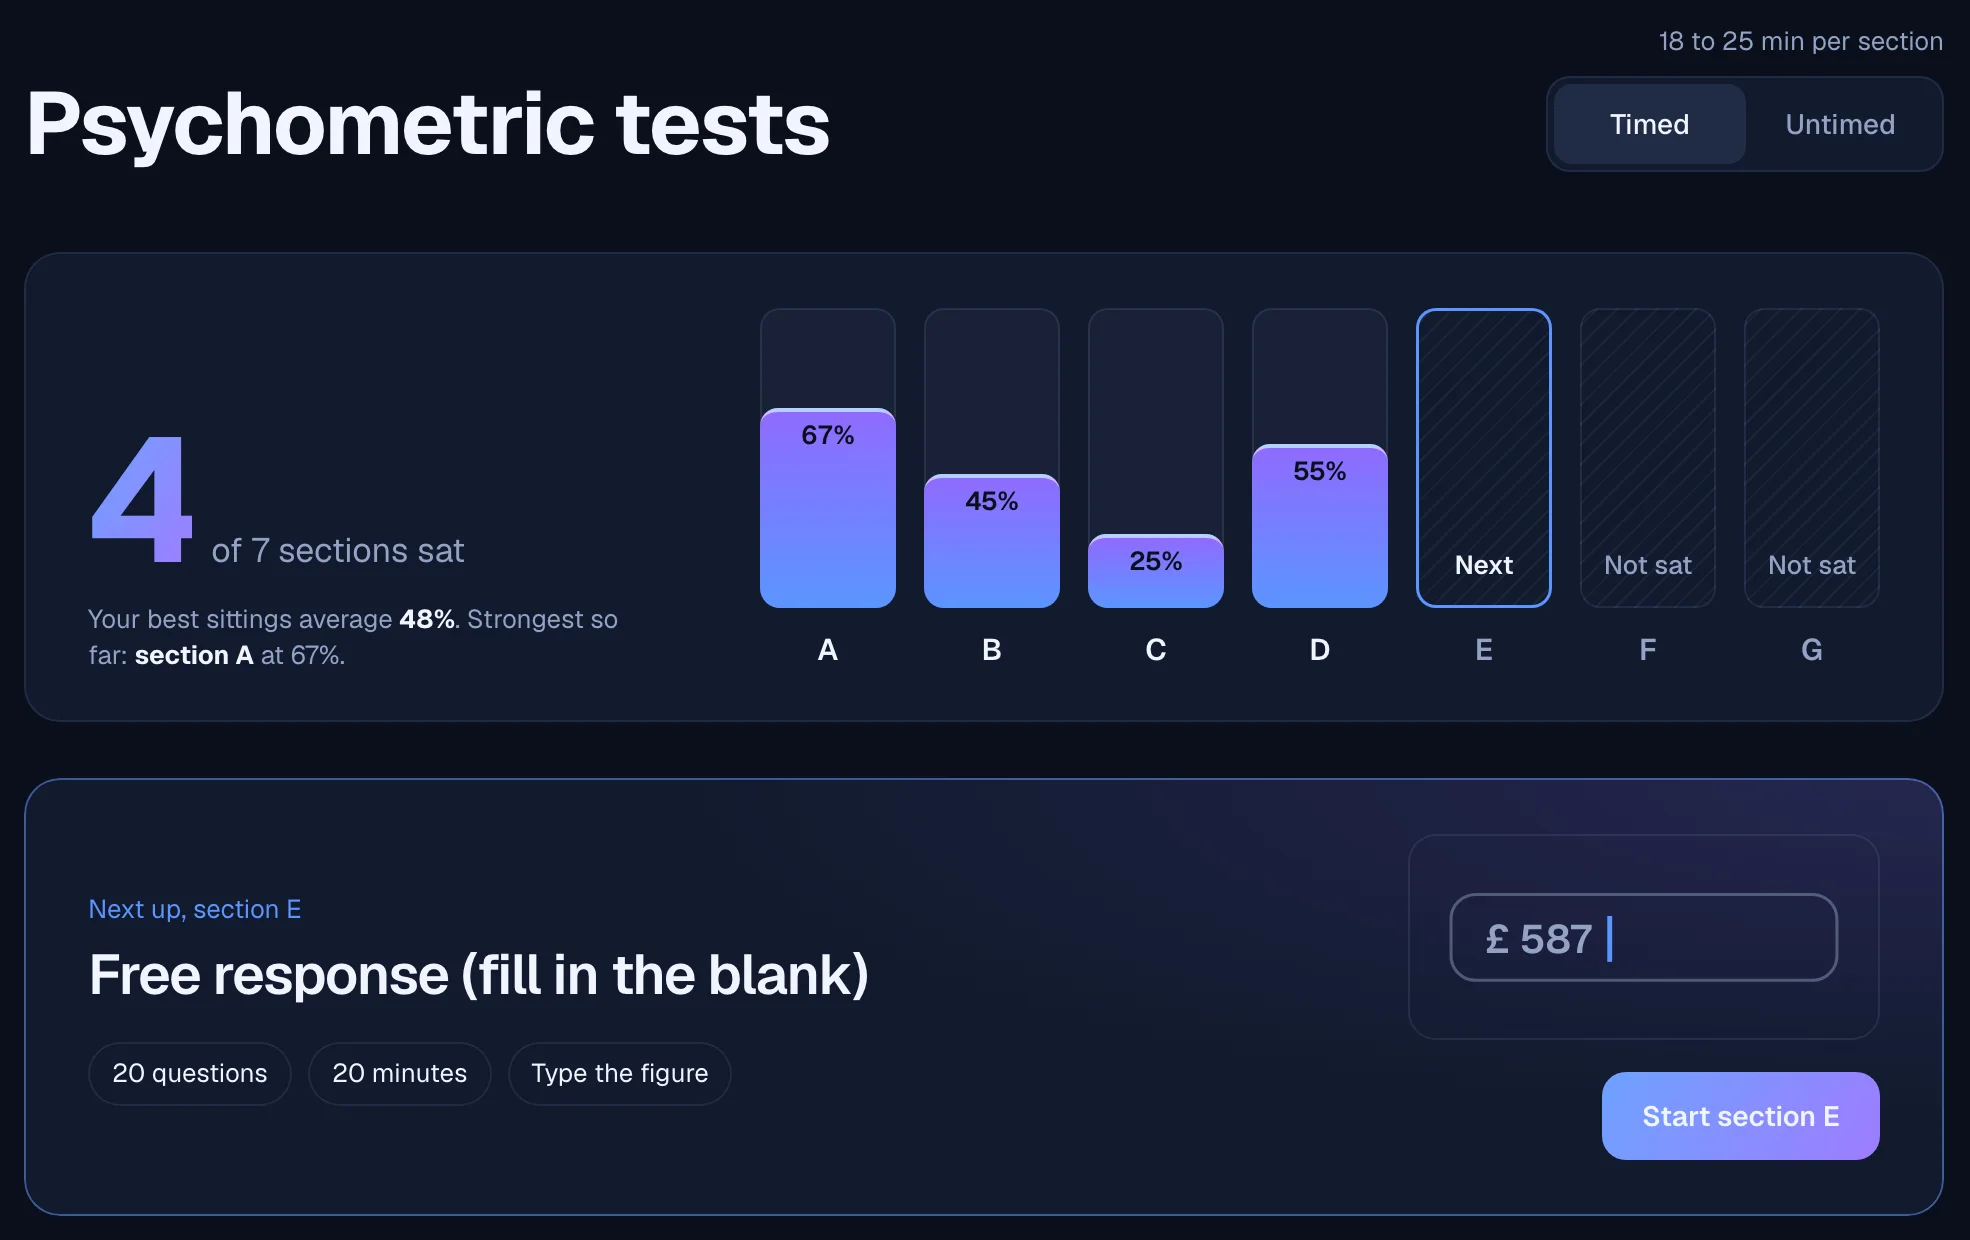 18 to 25 min per section
Psychometric tests
Timed
Untimed
4 of 7 sections sat
Your best sittings average 48%. Strongest so
far: section A at 67%.
67%
45%
25%
55%
Next
Not sat
Not sat
A
B
C
D
E
F
G
Next up, section E
Free response (fill in the blank)
20 questions
20 minutes
Type the figure
£ 587
Start section E